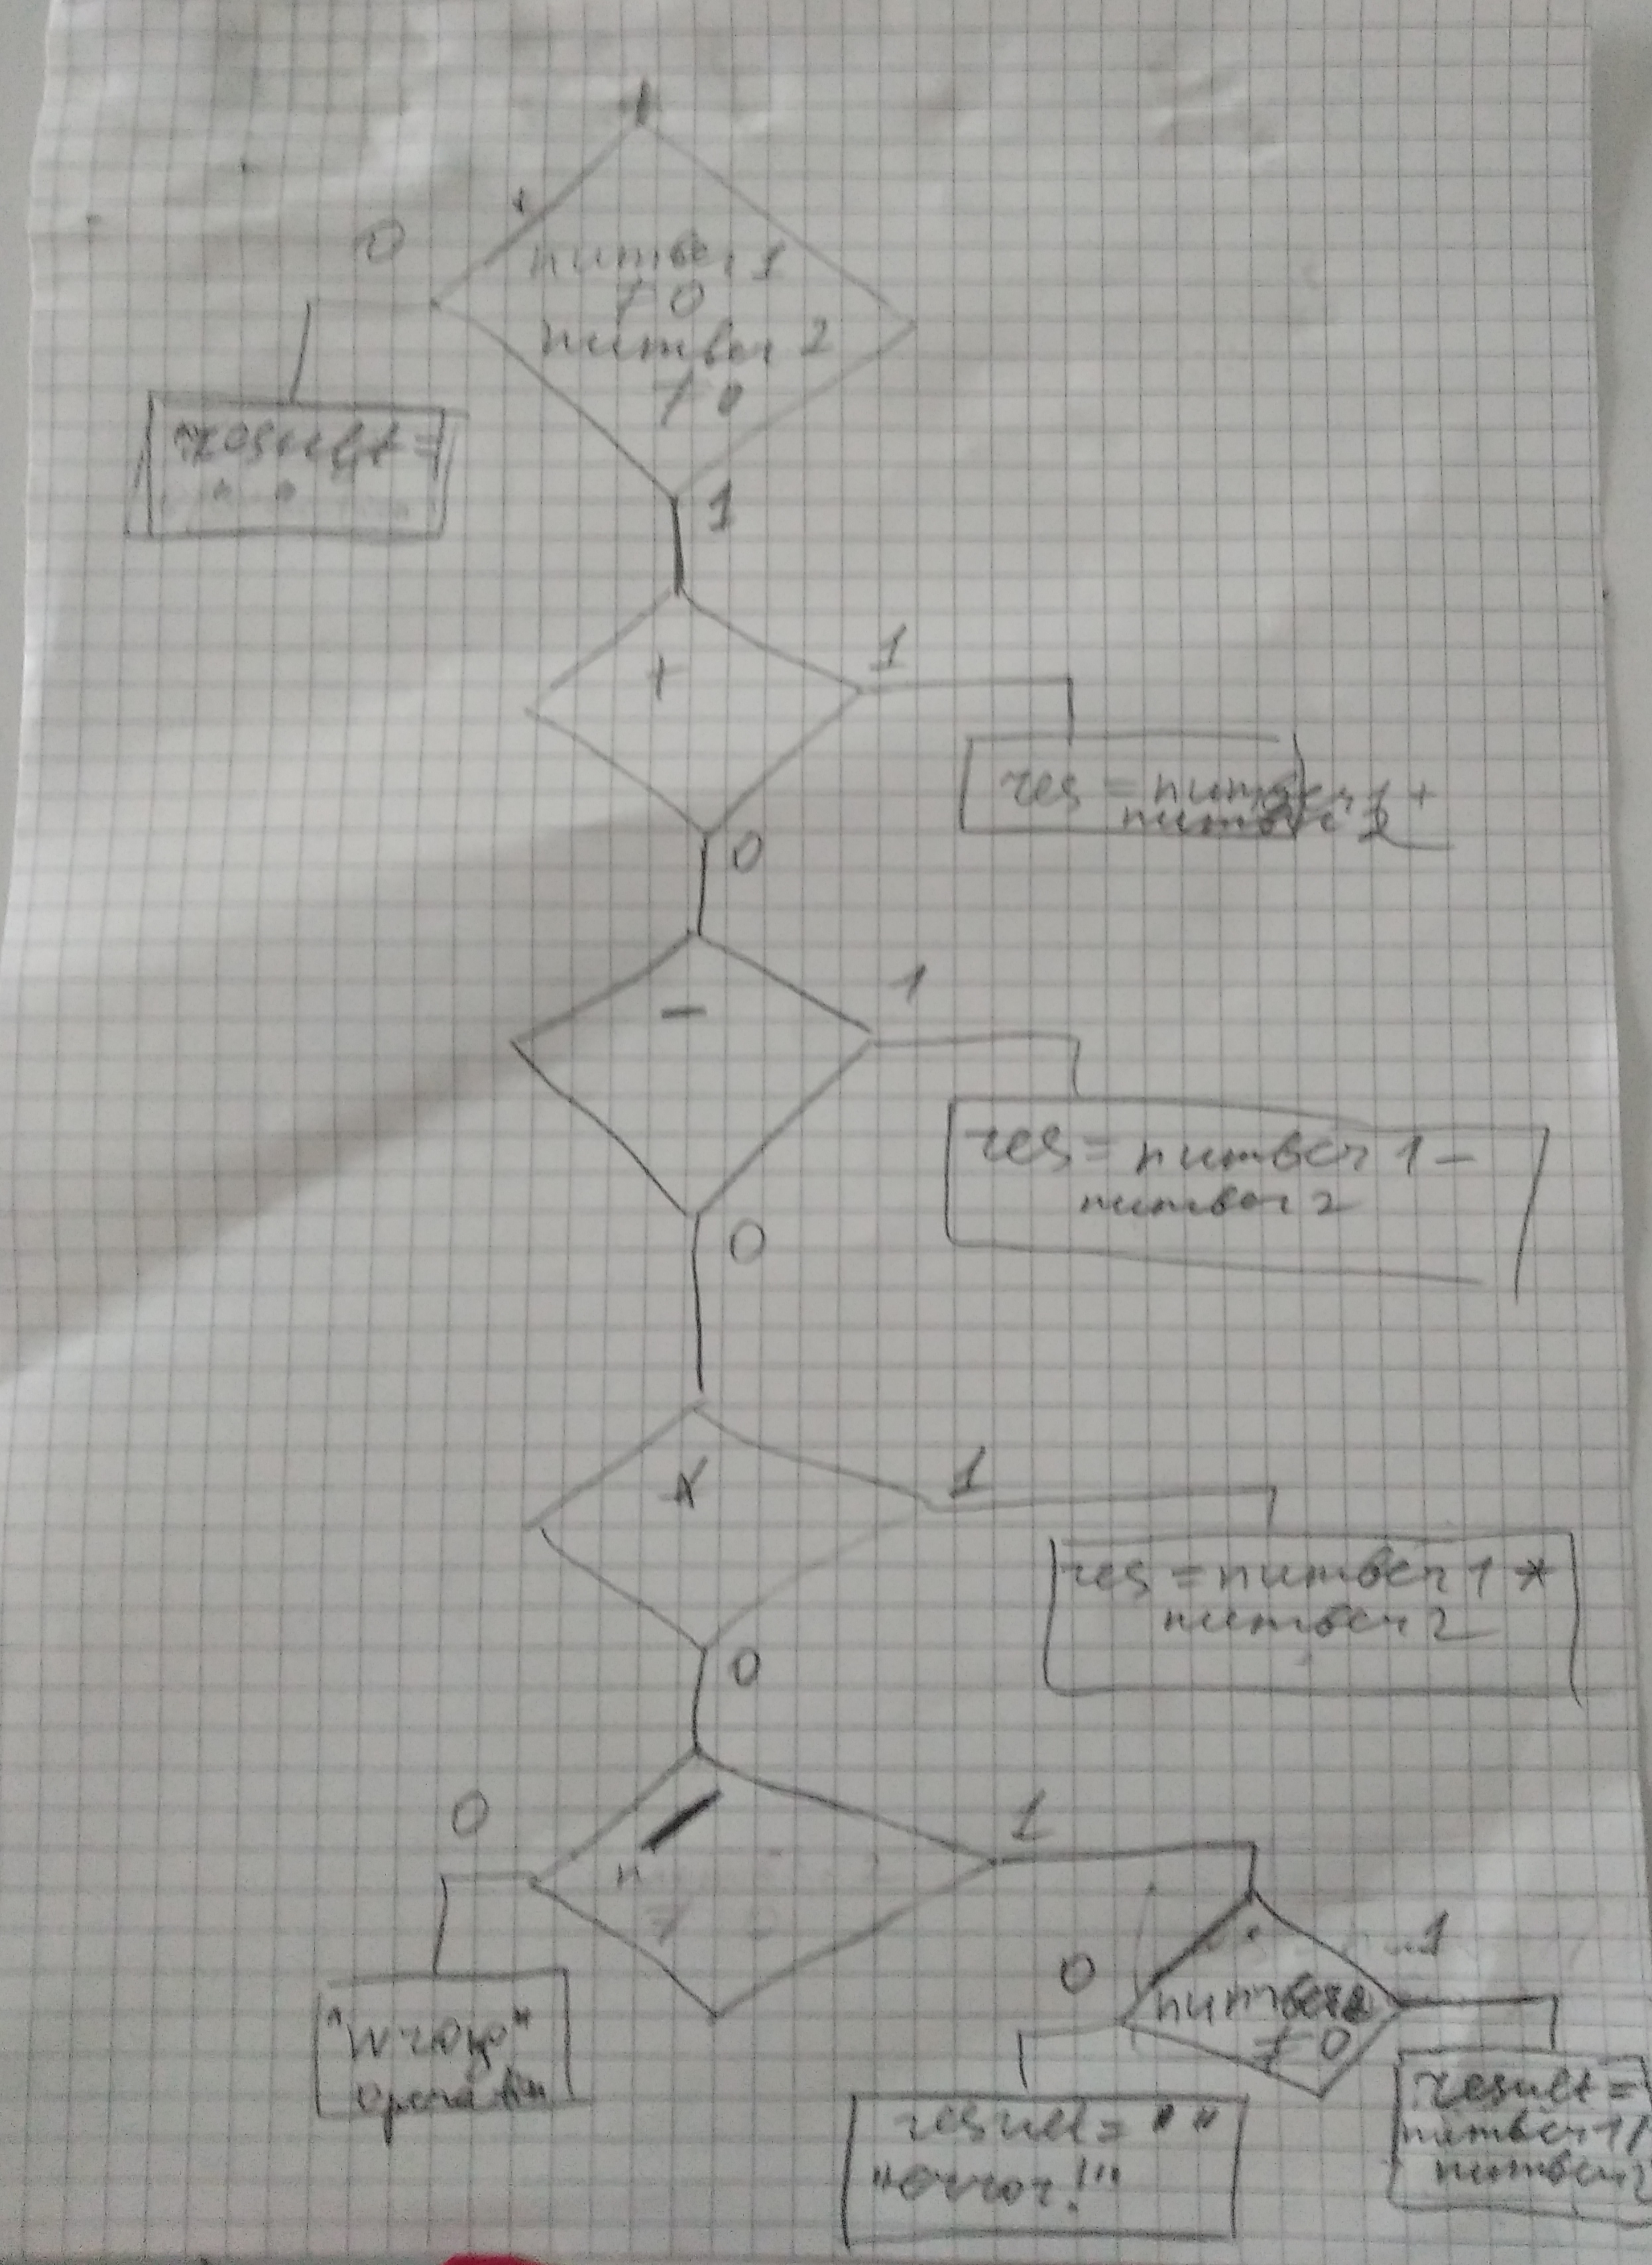 0
number 1
≠ 0
number 2
≠ 0
result =
" "
1
+
1
res = number 1 +
number 2
0
-
1
res = number 1 -
number 2
0
*
1
res = number 1 *
number 2
0
0
/
1
"wrong"
operation
0
number 2
≠ 0
1
result = " "
"error!"
result =
number 1 /
number 2